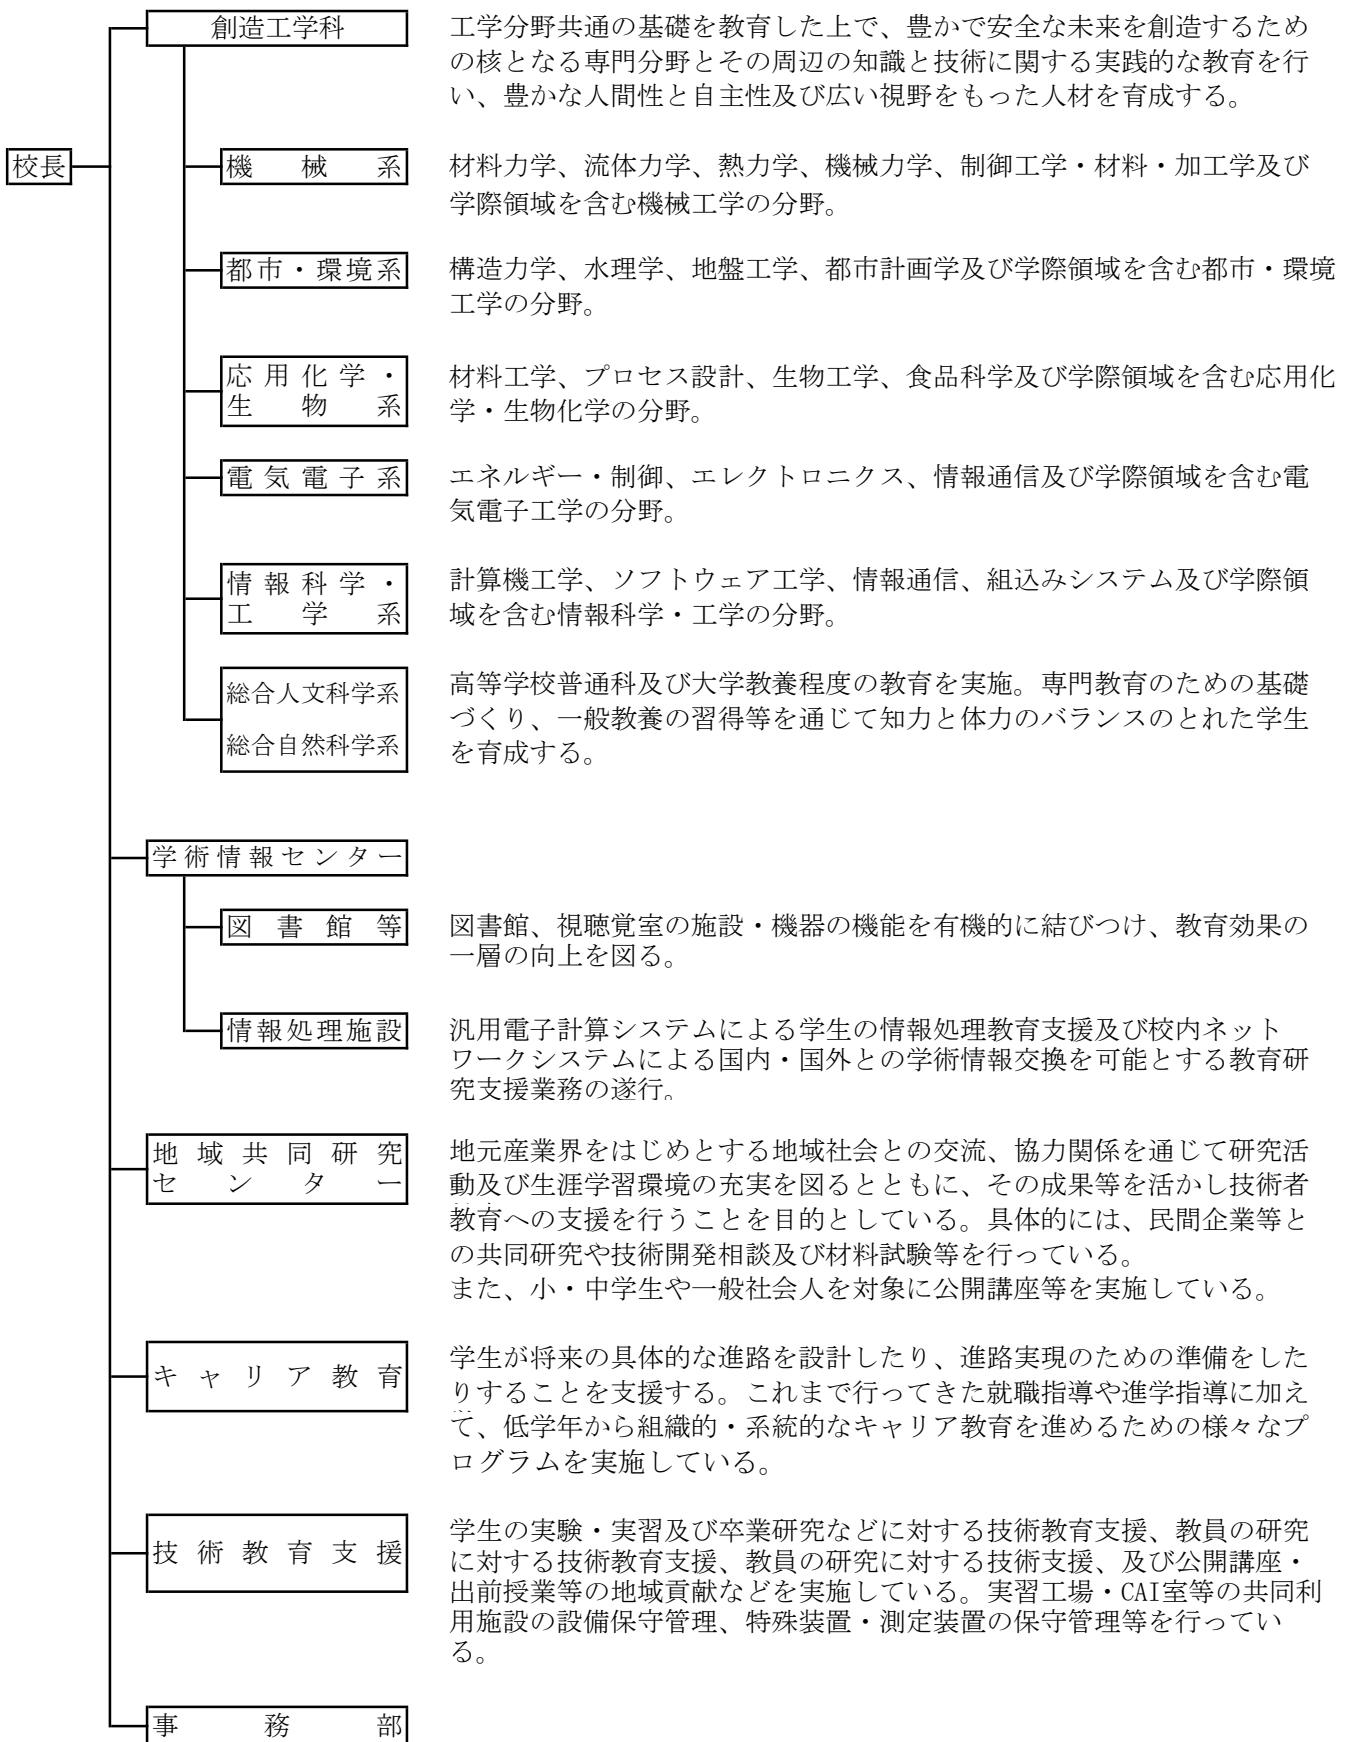 創造工学科
工学分野共通の基礎を教育した上で、豊かで安全な未来を創造するため
の核となる専門分野とその周辺の知識と技術に関する実践的な教育を行
い、豊かな人間性と自主性及び広い視野をもった人材を育成する。
校長
機械系
材料力学、流体力学、熱力学、機械力学、制御工学・材料・加工学及び
学際領域を含む機械工学の分野。
都市・環境系
構造力学、水理学、地盤工学、都市計画学及び学際領域を含む都市・環境
工学の分野。
応用化学・
生物系
材料工学、プロセス設計、生物工学、食品科学及び学際領域を含む応用化
学・生物化学の分野。
電気電子系
エネルギー・制御、エレクトロニクス、情報通信及び学際領域を含む電
気電子工学の分野。
情報科学・
工学系
計算機工学、ソフトウェア工学、情報通信、組込みシステム及び学際領
域を含む情報科学・工学の分野。
総合人文科学系
総合自然科学系
高等学校普通科及び大学教養程度の教育を実施。専門教育のための基礎
づくり、一般教養の習得等を通じて知力と体力のバランスのとれた学生
を育成する。
学術情報センター
図書館等
図書館、視聴覚室の施設・機器の機能を有機的に結びつけ、教育効果の
一層の向上を図る。
情報処理施設
汎用電子計算システムによる学生の情報処理教育支援及び校内ネット
ワークシステムによる国内・国外との学術情報交換を可能とする教育研
究支援業務の遂行。
地域共同研究
センター
地元産業界をはじめとする地域社会との交流、協力関係を通じて研究活
動及び生涯学習環境の充実を図るとともに、その成果等を活かし技術者
教育への支援を行うことを目的としている。具体的には、民間企業等と
の共同研究や技術開発相談及び材料試験等を行っている。
また、小・中学生や一般社会人を対象に公開講座等を実施している。
キャリア教育
学生が将来の具体的な進路を設計したり、進路実現のための準備をした
りすることを支援する。これまで行ってきた就職指導や進学指導に加え
て、低学年から組織的・系統的なキャリア教育を進めるための様々なプ
ログラムを実施している。
技術教育支援
学生の実験・実習及び卒業研究などに対する技術教育支援、教員の研究
に対する技術教育支援、教員の研究に対する技術支援、及び公開講座・
出前授業等の地域貢献などを実施している。実習工場・CAI室等の共同利
用施設の設備保守管理、特殊装置・測定装置の保守管理等を行ってい
る。
事務部